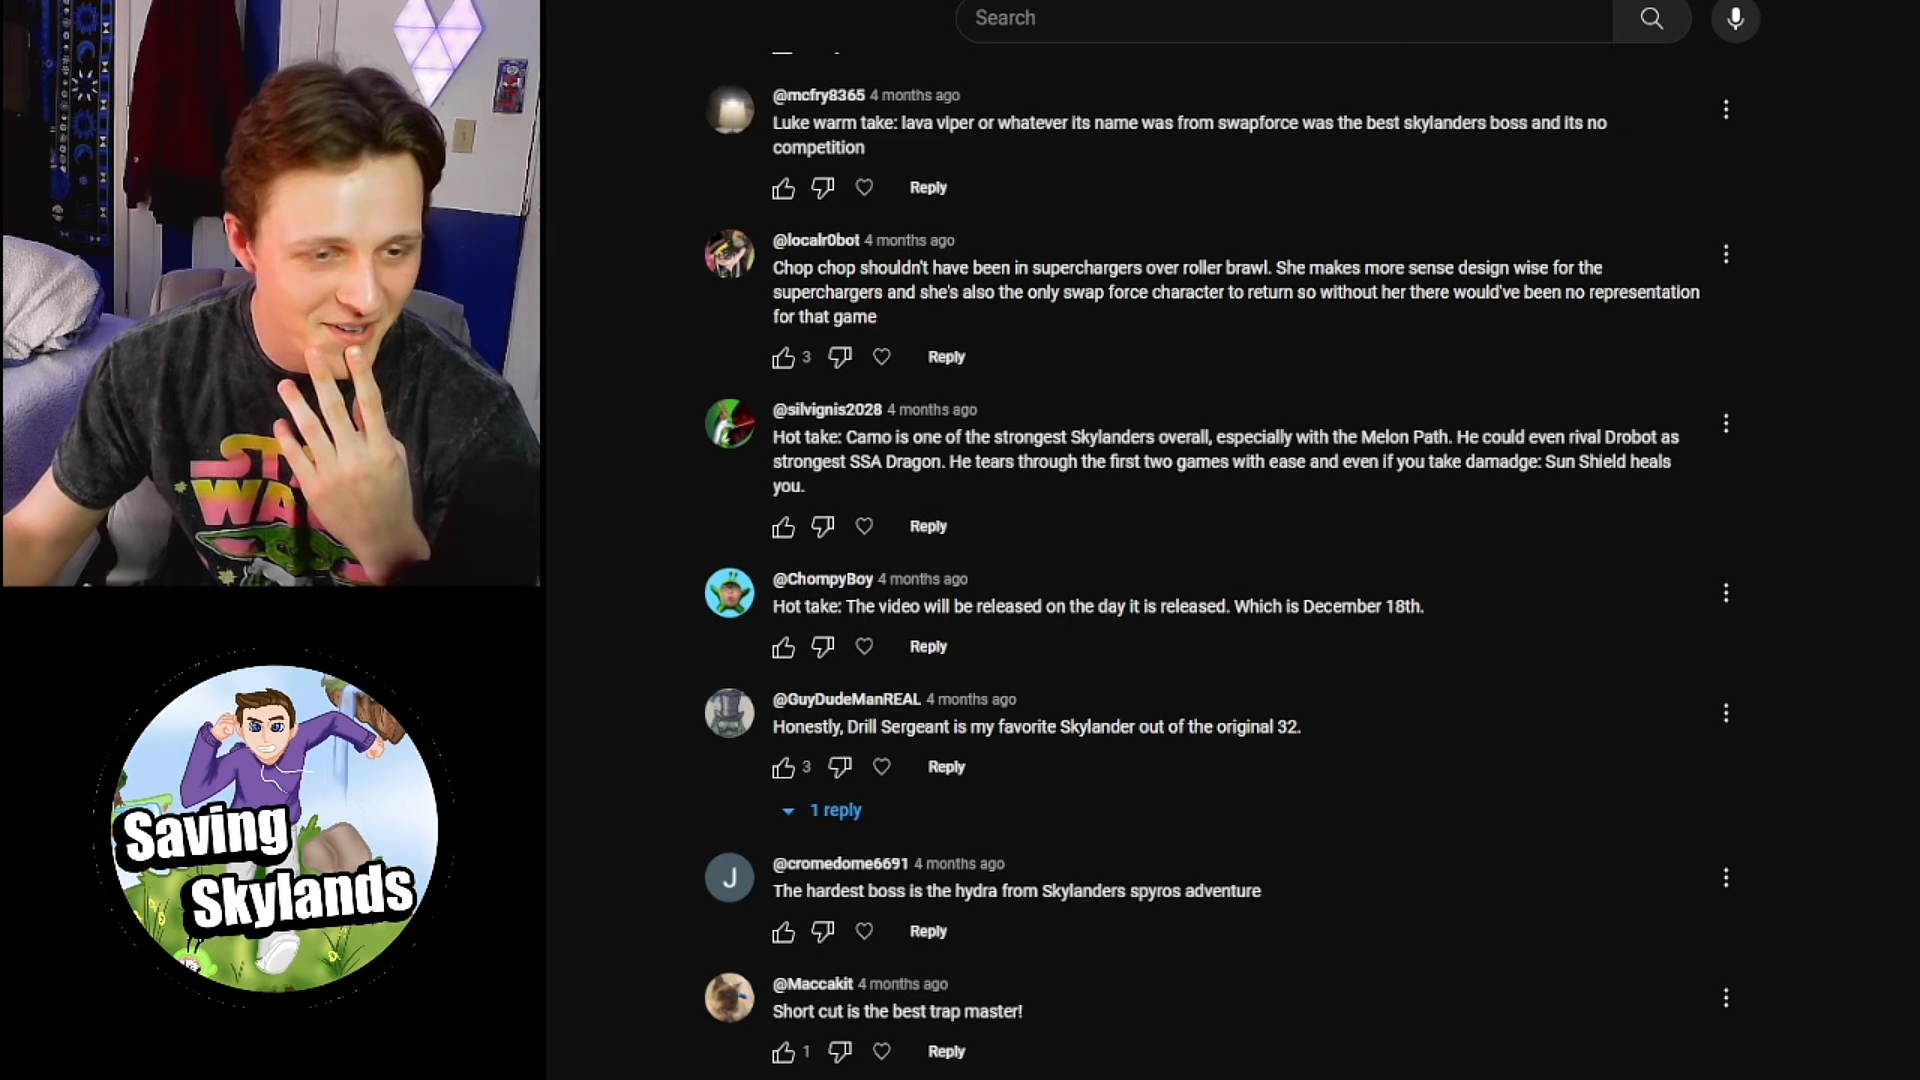 Search
@mcfry8365 4 months ago
Luke warm take: lava viper or whatever its name was from swapforce was the best skylanders boss and its no
competition
Reply
@localr0bot 4 months ago
Chop chop shouldn't have been in superchargers over roller brawl. She makes more sense design wise for the
superchargers and she's also the only swap force character to return so without her there would've been no representation
for that game
3 Reply
@silvignis2028 4 months ago
Hot take: Camo is one of the strongest Skylanders overall, especially with the Melon Path. He could even rival Drobot as
strongest SSA Dragon. He tears through the first two games with ease and even if you take damadge: Sun Shield heals
you.
Reply
@ChompyBoy 4 months ago
Hot take: The video will be released on the day it is released. Which is December 18th.
Reply
@GuyDudeManREAL 4 months ago
Honestly, Drill Sergeant is my favorite Skylander out of the original 32.
3 Reply
1 reply
J
@cromedome6691 4 months ago
The hardest boss is the hydra from Skylanders spyros adventure
Reply
@Maccakit 4 months ago
Short cut is the best trap master!
1 Reply
Saving
Skylands